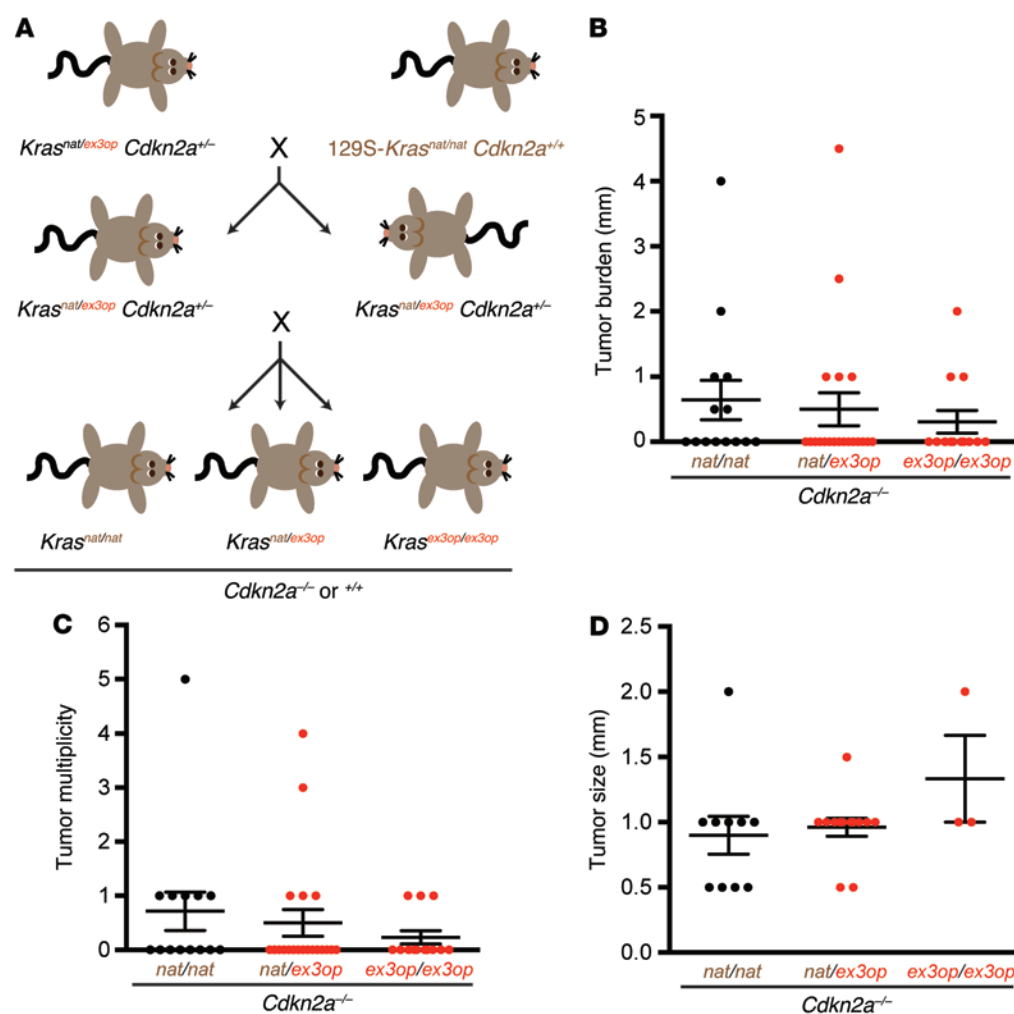 A
Kras^nat/ex3op Cdkn2a^+/–
X
129S-Kras^nat/nat Cdkn2a^+/+
Kras^nat/ex3op Cdkn2a^+/–
Kras^nat/ex3op Cdkn2a^+/–
X
Kras^nat/nat
Kras^nat/ex3op
Kras^ex3op/ex3op
Cdkn2a^–/– or ^+/+
B
Tumor burden (mm)
5
4
3
2
1
0
nat/nat
nat/ex3op
ex3op/ex3op
Cdkn2a^–/–
C
Tumor multiplicity
6
5
4
3
2
1
0
nat/nat
nat/ex3op
ex3op/ex3op
Cdkn2a^–/–
D
Tumor size (mm)
2.5
2.0
1.5
1.0
0.5
0.0
nat/nat
nat/ex3op
ex3op/ex3op
Cdkn2a^–/–